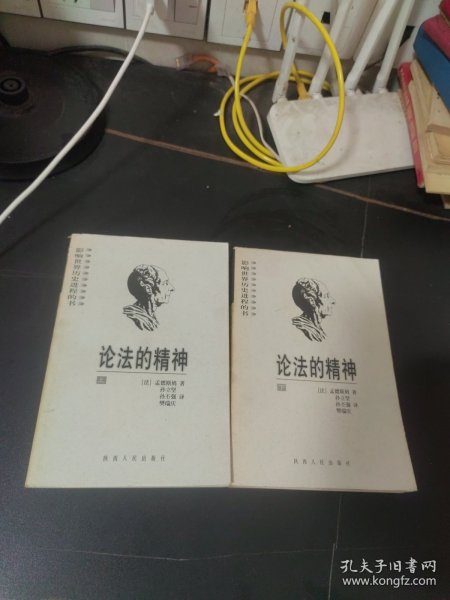 影响世界历史进程的书
论法的精神
上
［法］孟德斯鸠 著
孙立坚
孙丕强 译
樊瑞庆
陕西人民出版社
影响世界历史进程的书
论法的精神
下
［法］孟德斯鸠 著
孙立坚
孙丕强 译
樊瑞庆
陕西人民出版社
孔夫子旧书网
www.kongfz.com